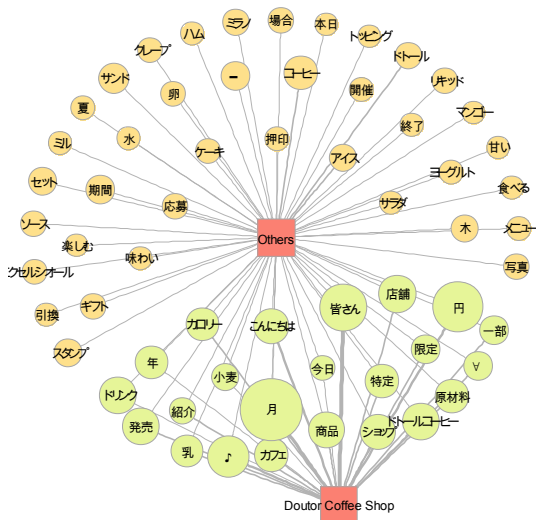 ミラノ
場合
本日
ハム
トッピング
クレープ
ドトール
サンド
ー
コーヒー
リキッド
卵
開催
夏
マンゴー
水
押印
終了
ミル
ケーキ
アイス
甘い
ヨーグルト
セット
期間
食べる
応募
サラダ
ソース
木
メニュー
楽しむ
Others
味わい
クセルシオール
写真
ギフト
引換
店舗
皆さん
円
カロリー
こんにちは
一部
スタンプ
限定
年
∀
今日
小麦
特定
ドリンク
原材料
月
紹介
ドトールコーヒー
発売
商品
ショップ
乳
♪
カフェ
Doutor Coffee Shop